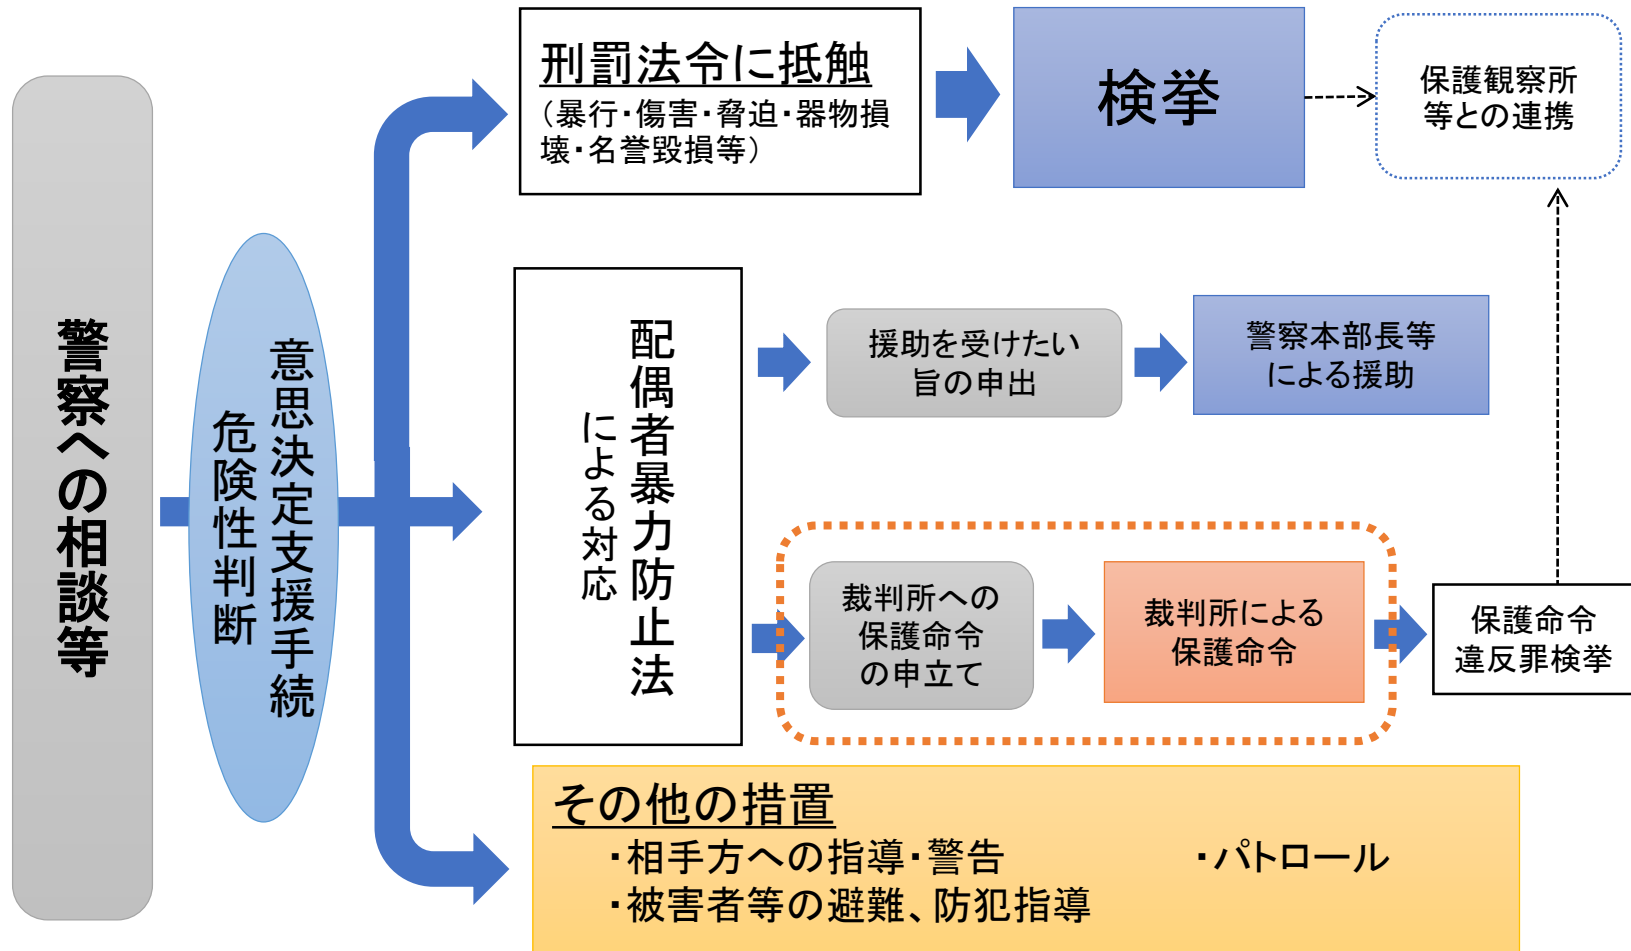 警察への相談等
意思決定支援手続
危険性判断
刑罰法令に抵触
（暴行・傷害・脅迫・器物損
壊・名誉毀損等）
検挙
保護観察所
等との連携
配偶者暴力防止法
による対応
援助を受けたい
旨の申出
警察本部長等
による援助
裁判所への
保護命令
の申立て
裁判所による
保護命令
保護命令
違反罪検挙
その他の措置
・相手方への指導・警告　　・パトロール
・被害者等の避難、防犯指導